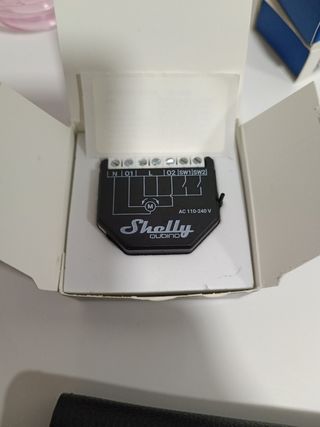 N O1 L O2 SW1 SW2
M
AC 110-240 V
Shelly
QUBINO